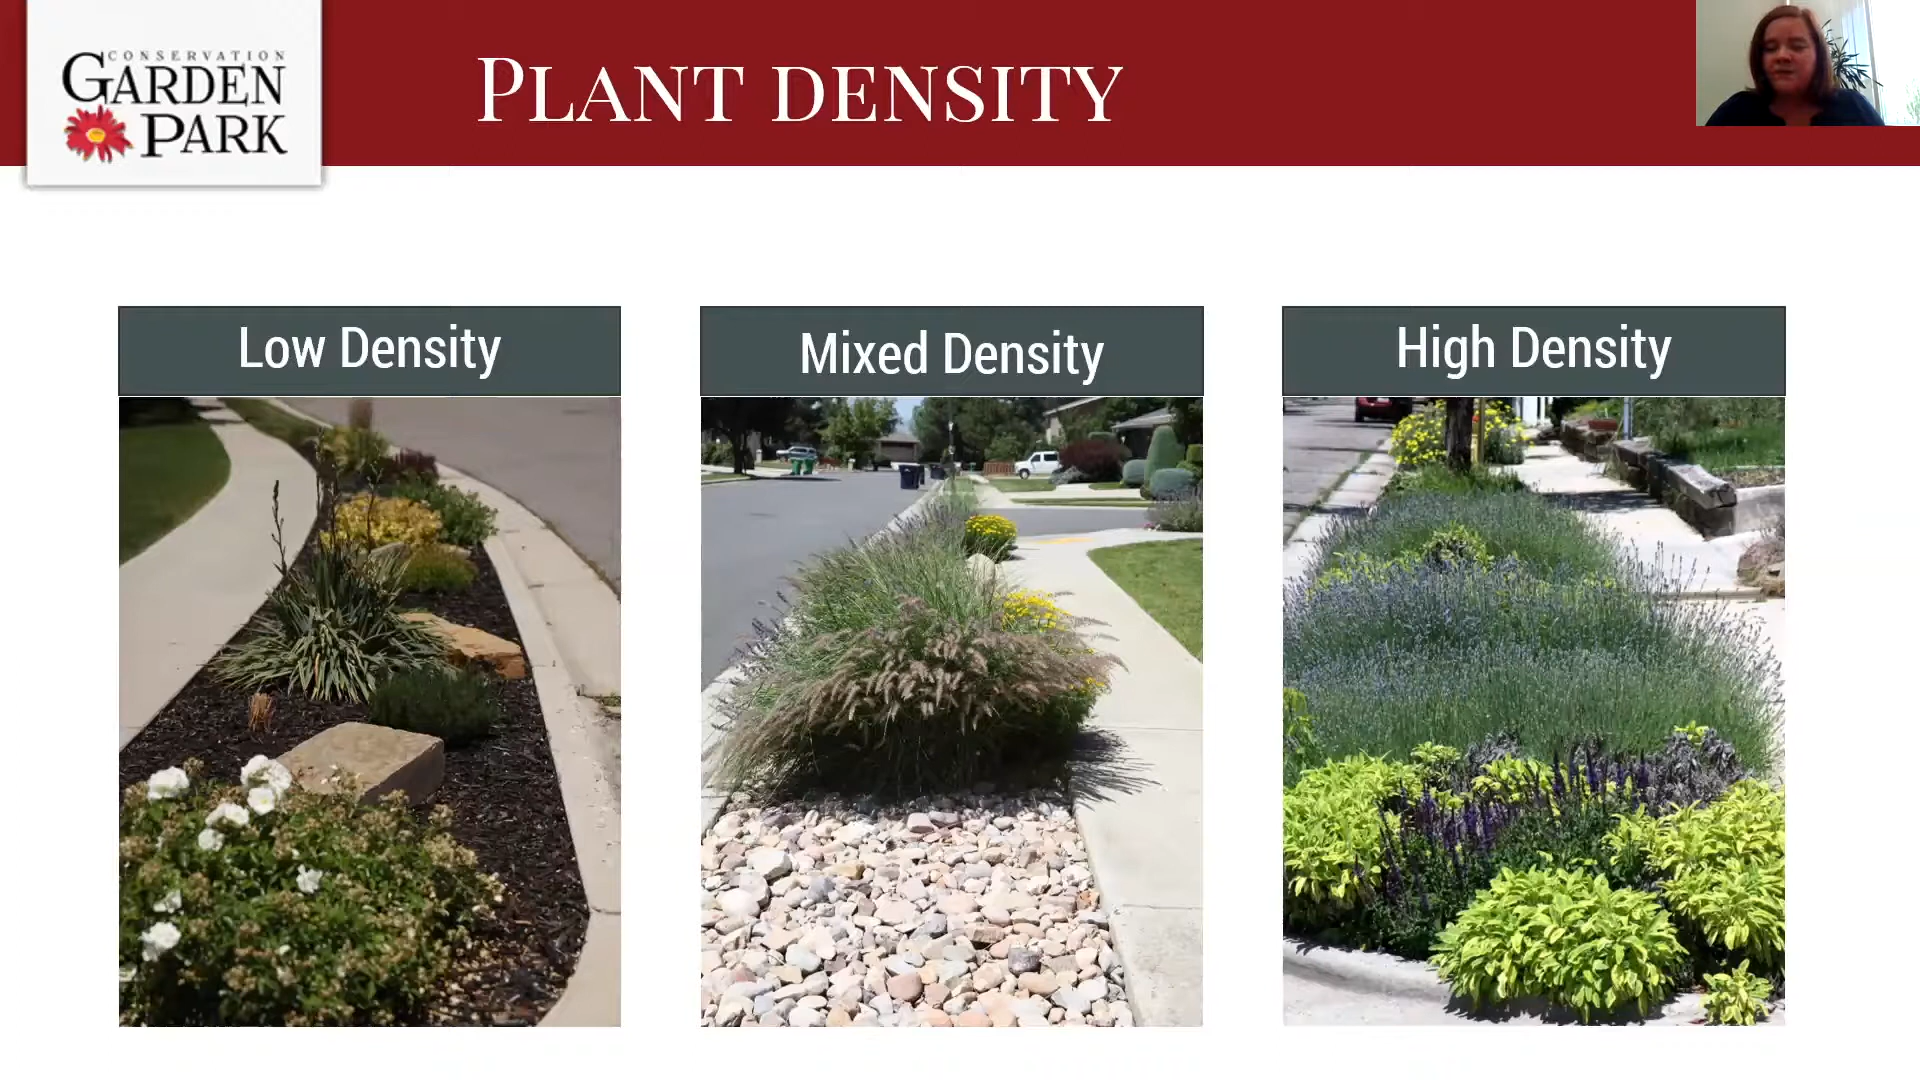 CONSERVATION
GARDEN
PARK
PLANT DENSITY
Low Density
Mixed Density
High Density